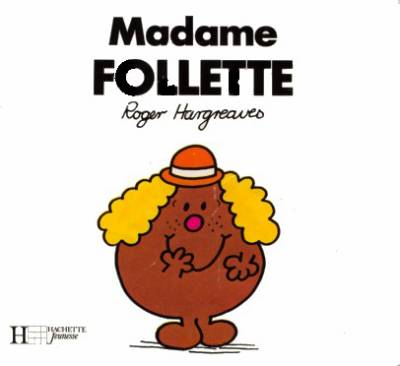 Madame
FOLLETTE
Roger Hargreaves
H HACHETTE
Jeunesse